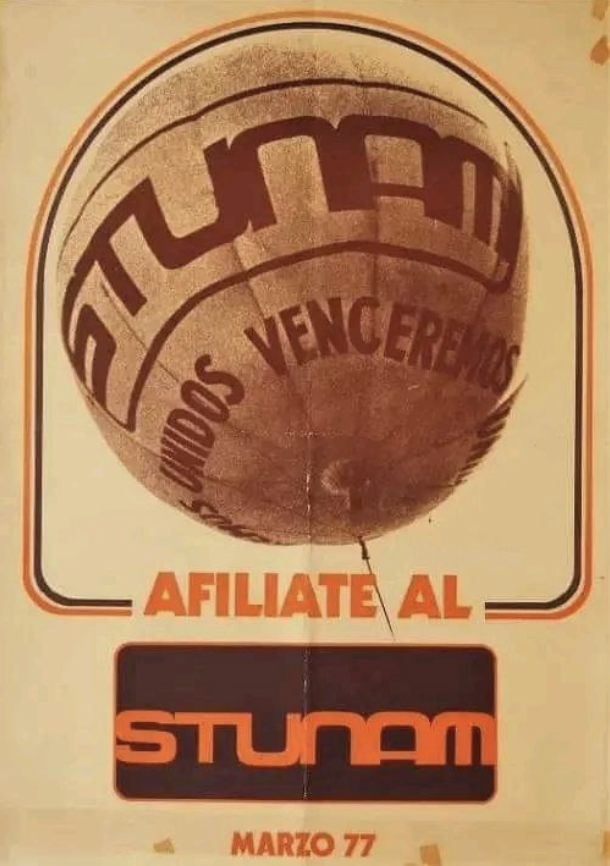 STUNAM
UNIDOS VENCEREMOS
AFILIATE AL
STUNAM
MARZO 77